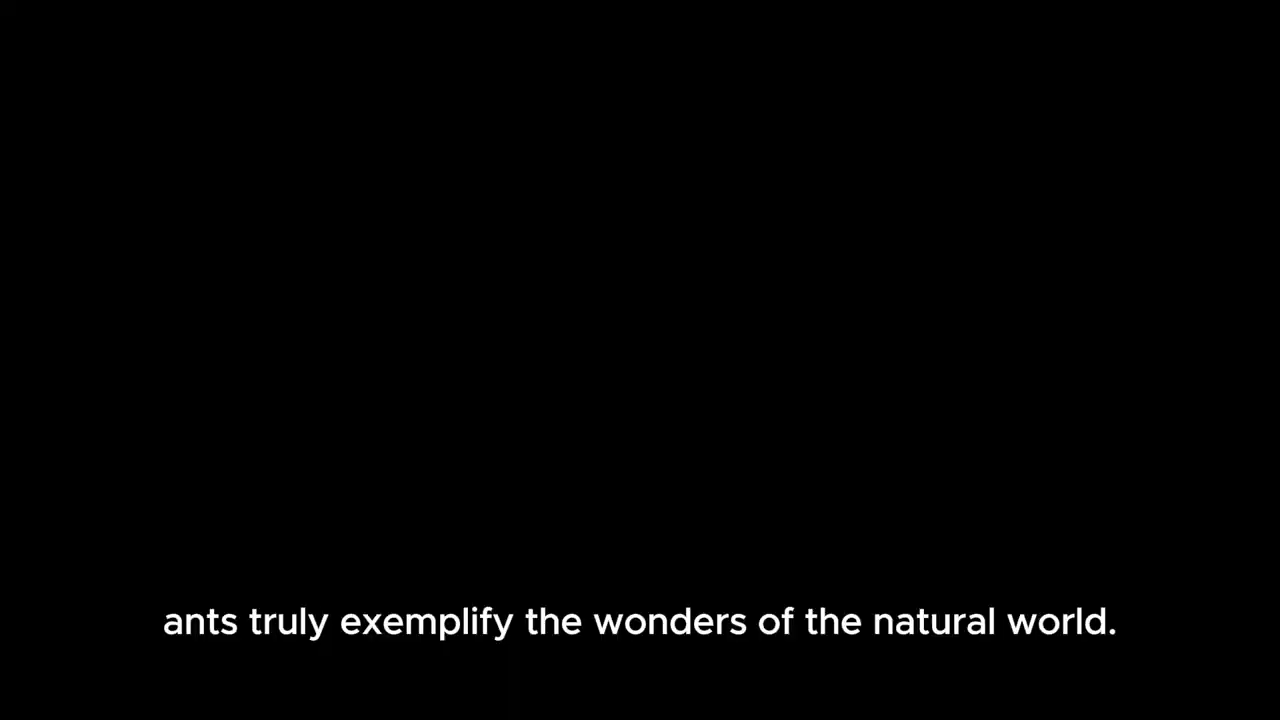 ants truly exemplify the wonders of the natural world.